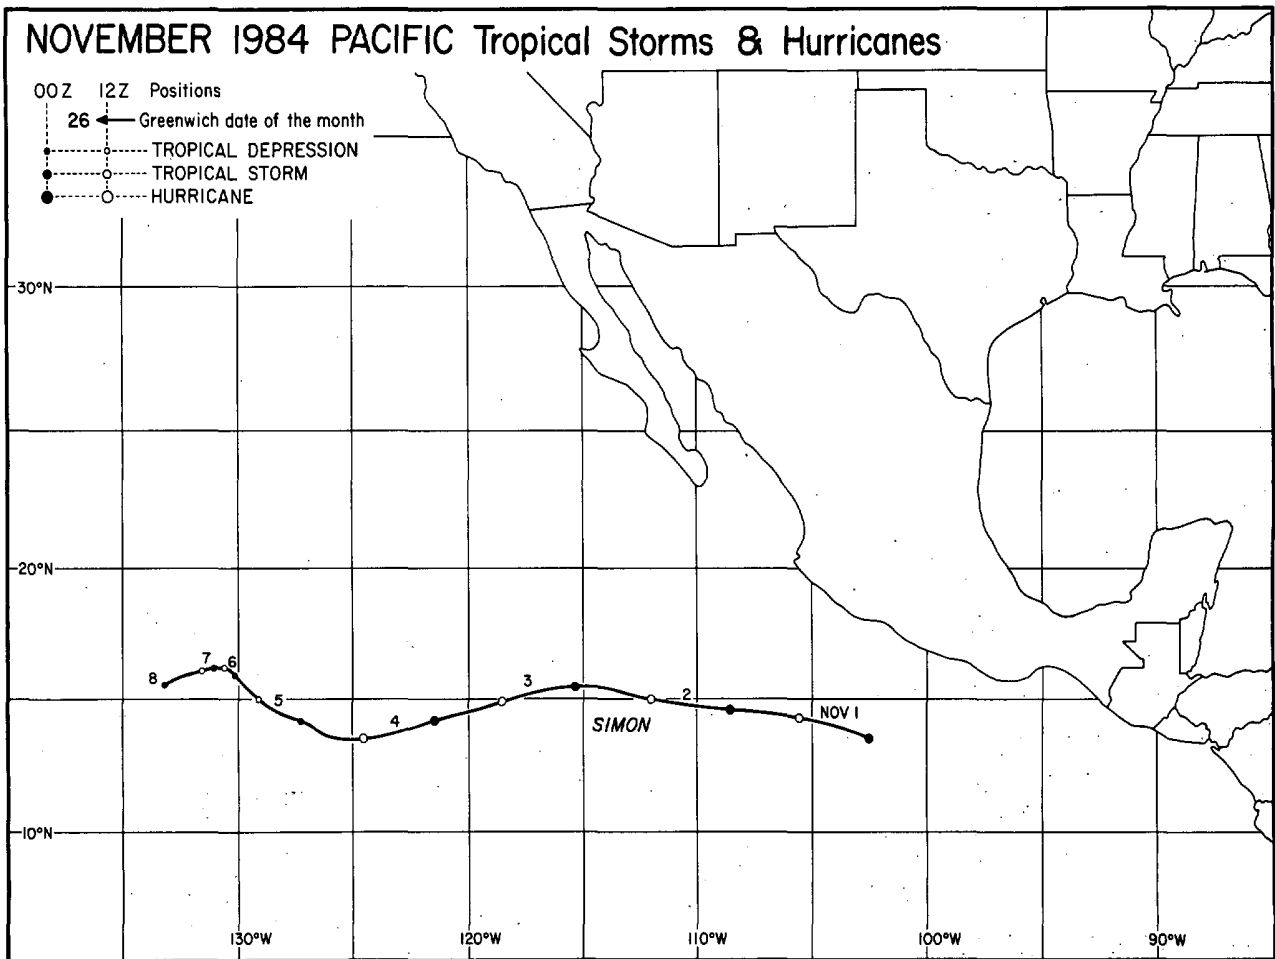 NOVEMBER 1984 PACIFIC Tropical Storms & Hurricanes
00Z 12Z Positions
26 Greenwich date of the month
TROPICAL DEPRESSION
TROPICAL STORM
HURRICANE
30°N
20°N
8 7 6 5 4 3 2 NOV 1
SIMON
10°N
130°W 120°W 110°W 100°W 90°W